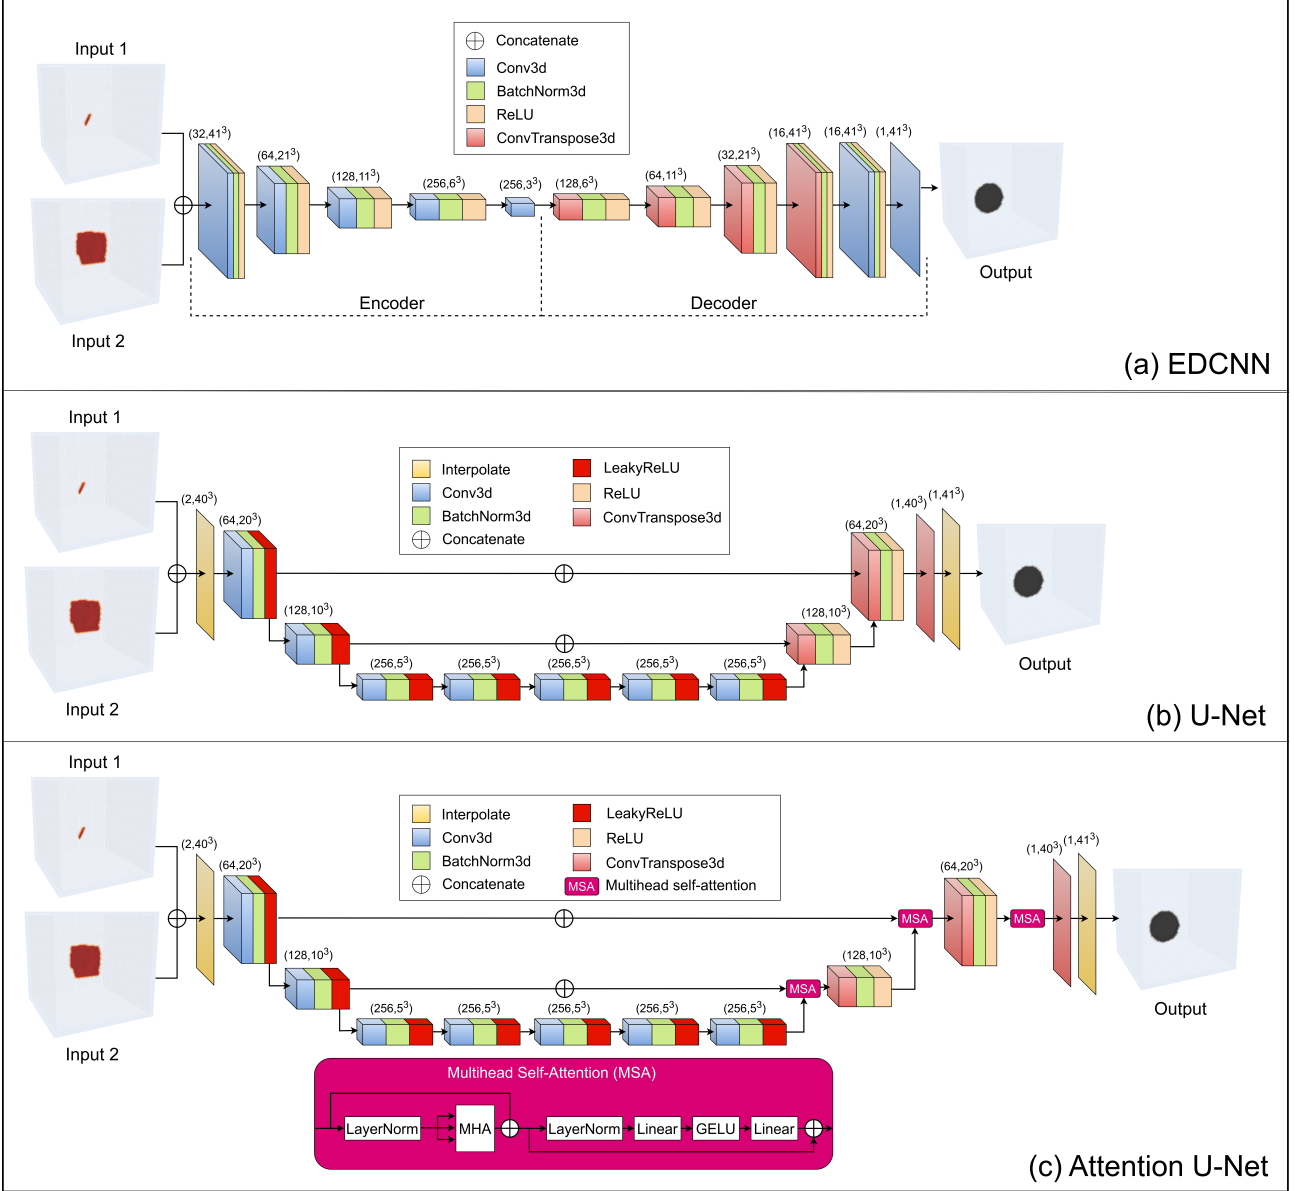 Input 1
Input 2
Concatenate
Conv3d
BatchNorm3d
ReLU
ConvTranspose3d
(32,41³)
(64,21³)
(128,11³)
(256,6³)
(256,3³)
(128,6³)
(64,11³)
(32,21³)
(16,41³)
(16,41³)
(1,41³)
Encoder
Decoder
Output
(a) EDCNN
Input 1
Input 2
Interpolate
Conv3d
BatchNorm3d
Concatenate
LeakyReLU
ReLU
ConvTranspose3d
(2,40³)
(64,20³)
(128,10³)
(256,5³)
(256,5³)
(256,5³)
(256,5³)
(256,5³)
(128,10³)
(64,20³)
(1,40³)
(1,41³)
Output
(b) U-Net
Input 1
Input 2
Interpolate
Conv3d
BatchNorm3d
Concatenate
LeakyReLU
ReLU
ConvTranspose3d
MSA Multihead self-attention
(2,40³)
(64,20³)
(128,10³)
(256,5³)
(256,5³)
(256,5³)
(256,5³)
(256,5³)
MSA
(128,10³)
MSA
(64,20³)
MSA
(1,40³)
(1,41³)
Output
Multihead Self-Attention (MSA)
LayerNorm
MHA
LayerNorm
Linear
GELU
Linear
(c) Attention U-Net